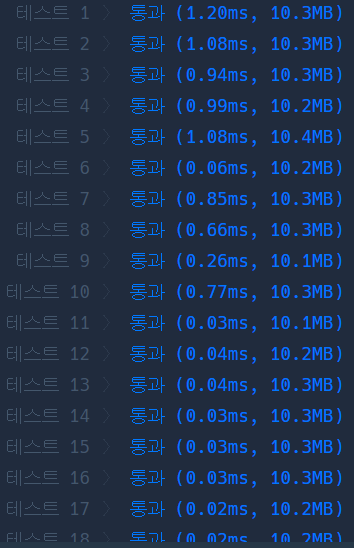 테스트 1 〉 통과 (1.20ms, 10.3MB)
테스트 2 〉 통과 (1.08ms, 10.3MB)
테스트 3 〉 통과 (0.94ms, 10.3MB)
테스트 4 〉 통과 (0.99ms, 10.2MB)
테스트 5 〉 통과 (1.08ms, 10.4MB)
테스트 6 〉 통과 (0.06ms, 10.2MB)
테스트 7 〉 통과 (0.85ms, 10.3MB)
테스트 8 〉 통과 (0.66ms, 10.3MB)
테스트 9 〉 통과 (0.26ms, 10.1MB)
테스트 10 〉 통과 (0.77ms, 10.3MB)
테스트 11 〉 통과 (0.03ms, 10.1MB)
테스트 12 〉 통과 (0.04ms, 10.2MB)
테스트 13 〉 통과 (0.04ms, 10.3MB)
테스트 14 〉 통과 (0.03ms, 10.3MB)
테스트 15 〉 통과 (0.03ms, 10.3MB)
테스트 16 〉 통과 (0.03ms, 10.3MB)
테스트 17 〉 통과 (0.02ms, 10.2MB)
테스트 18 〉 통과 (0.02ms, 10.2MB)